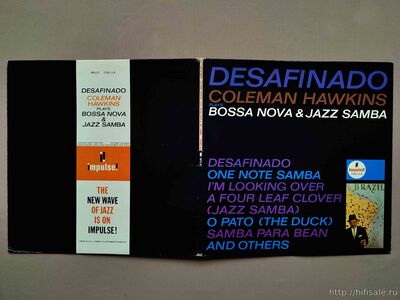 DESAFINADO
COLEMAN HAWKINS
PLAYS
BOSSA NOVA
& JAZZ SAMBA
impulse!
THE
NEW WAVE
OF JAZZ
IS ON
IMPULSE!
DESAFINADO
COLEMAN HAWKINS
PLAYS
BOSSA NOVA & JAZZ SAMBA
DESAFINADO
ONE NOTE SAMBA
I'M LOOKING OVER
A FOUR LEAF CLOVER
(JAZZ SAMBA)
O PATO (THE DUCK)
SAMBA PARA BEAN
AND OTHERS
impulse!
BRAZIL
http://hifisale.ru